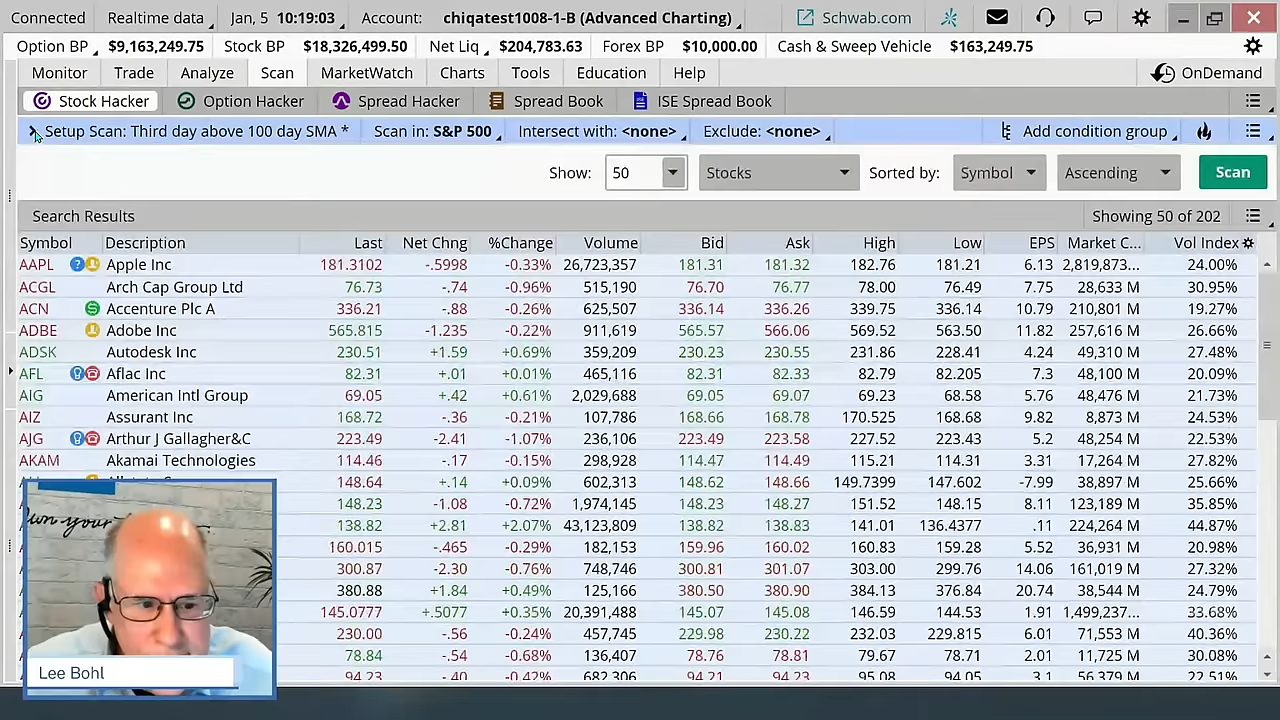 Connected Realtime data Jan, 5 10:19:03 Account: chiqatest1008-1-B (Advanced Charting) Schwab.com
Option BP $9,163,249.75 Stock BP $18,326,499.50 Net Liq $204,783.63 Forex BP $10,000.00 Cash & Sweep Vehicle $163,249.75
Monitor Trade Analyze Scan MarketWatch Charts Tools Education Help OnDemand
Stock Hacker Option Hacker Spread Hacker Spread Book ISE Spread Book
Setup Scan: Third day above 100 day SMA * Scan in: S&P 500 Intersect with: <none> Exclude: <none> Add condition group
Show: 50 Stocks Sorted by: Symbol Ascending Scan
Search Results Showing 50 of 202
Symbol Description Last Net Chng %Change Volume Bid Ask High Low EPS Market C... Vol Index
AAPL Apple Inc 181.3102 -.5998 -0.33% 26,723,357 181.31 181.32 182.76 181.21 6.13 2,819,873... 24.00%
ACGL Arch Cap Group Ltd 76.73 -.74 -0.96% 515,190 76.70 76.77 78.00 76.49 7.75 28,633 M 30.95%
ACN Accenture Plc A 336.21 -.88 -0.26% 625,507 336.14 336.26 339.75 336.14 10.79 210,801 M 19.27%
ADBE Adobe Inc 565.815 -1.235 -0.22% 911,619 565.57 566.06 569.52 563.50 11.82 257,616 M 26.66%
ADSK Autodesk Inc 230.51 +1.59 +0.69% 359,209 230.23 230.55 231.86 228.41 4.24 49,310 M 27.48%
AFL Aflac Inc 82.31 +.01 +0.01% 465,116 82.31 82.33 82.79 82.205 7.3 48,100 M 20.09%
AIG American Intl Group 69.05 +.42 +0.61% 2,029,688 69.05 69.07 69.23 68.58 5.76 48,476 M 21.73%
AIZ Assurant Inc 168.72 -.36 -0.21% 107,786 168.66 168.78 170.525 168.68 9.82 8,873 M 24.53%
AJG Arthur J Gallagher&C 223.49 -2.41 -1.07% 236,106 223.49 223.58 227.52 223.43 5.2 48,254 M 22.53%
AKAM Akamai Technologies 114.46 -.17 -0.15% 298,928 114.47 114.49 115.21 114.31 3.31 17,264 M 27.82%
148.64 +.14 +0.09% 602,313 148.62 148.66 149.7399 147.602 -7.99 38,897 M 25.66%
148.23 -1.08 -0.72% 1,974,145 148.23 148.27 151.52 148.15 8.11 123,189 M 35.85%
138.82 +2.81 +2.07% 43,123,809 138.82 138.83 141.01 136.4377 .11 224,264 M 44.87%
160.015 -.465 -0.29% 182,153 159.96 160.02 160.83 159.28 5.52 36,931 M 20.98%
300.87 -2.30 -0.76% 748,746 300.81 301.07 303.00 299.76 14.06 161,019 M 27.32%
380.88 +1.84 +0.49% 125,166 380.50 380.90 384.13 376.84 20.74 38,544 M 24.79%
145.0777 +.5077 +0.35% 20,391,488 145.07 145.08 146.59 144.53 1.91 1,499,237... 33.68%
230.00 -.56 -0.24% 457,745 229.98 230.22 232.03 229.815 6.01 71,553 M 40.36%
78.84 -.54 -0.68% 136,407 78.76 78.81 79.67 78.71 2.01 11,725 M 30.08%
94.23 -.40 -0.42% 682,306 94.21 94.23 95.08 94.05 3.1 56,379 M 22.51%
Lee Bohl